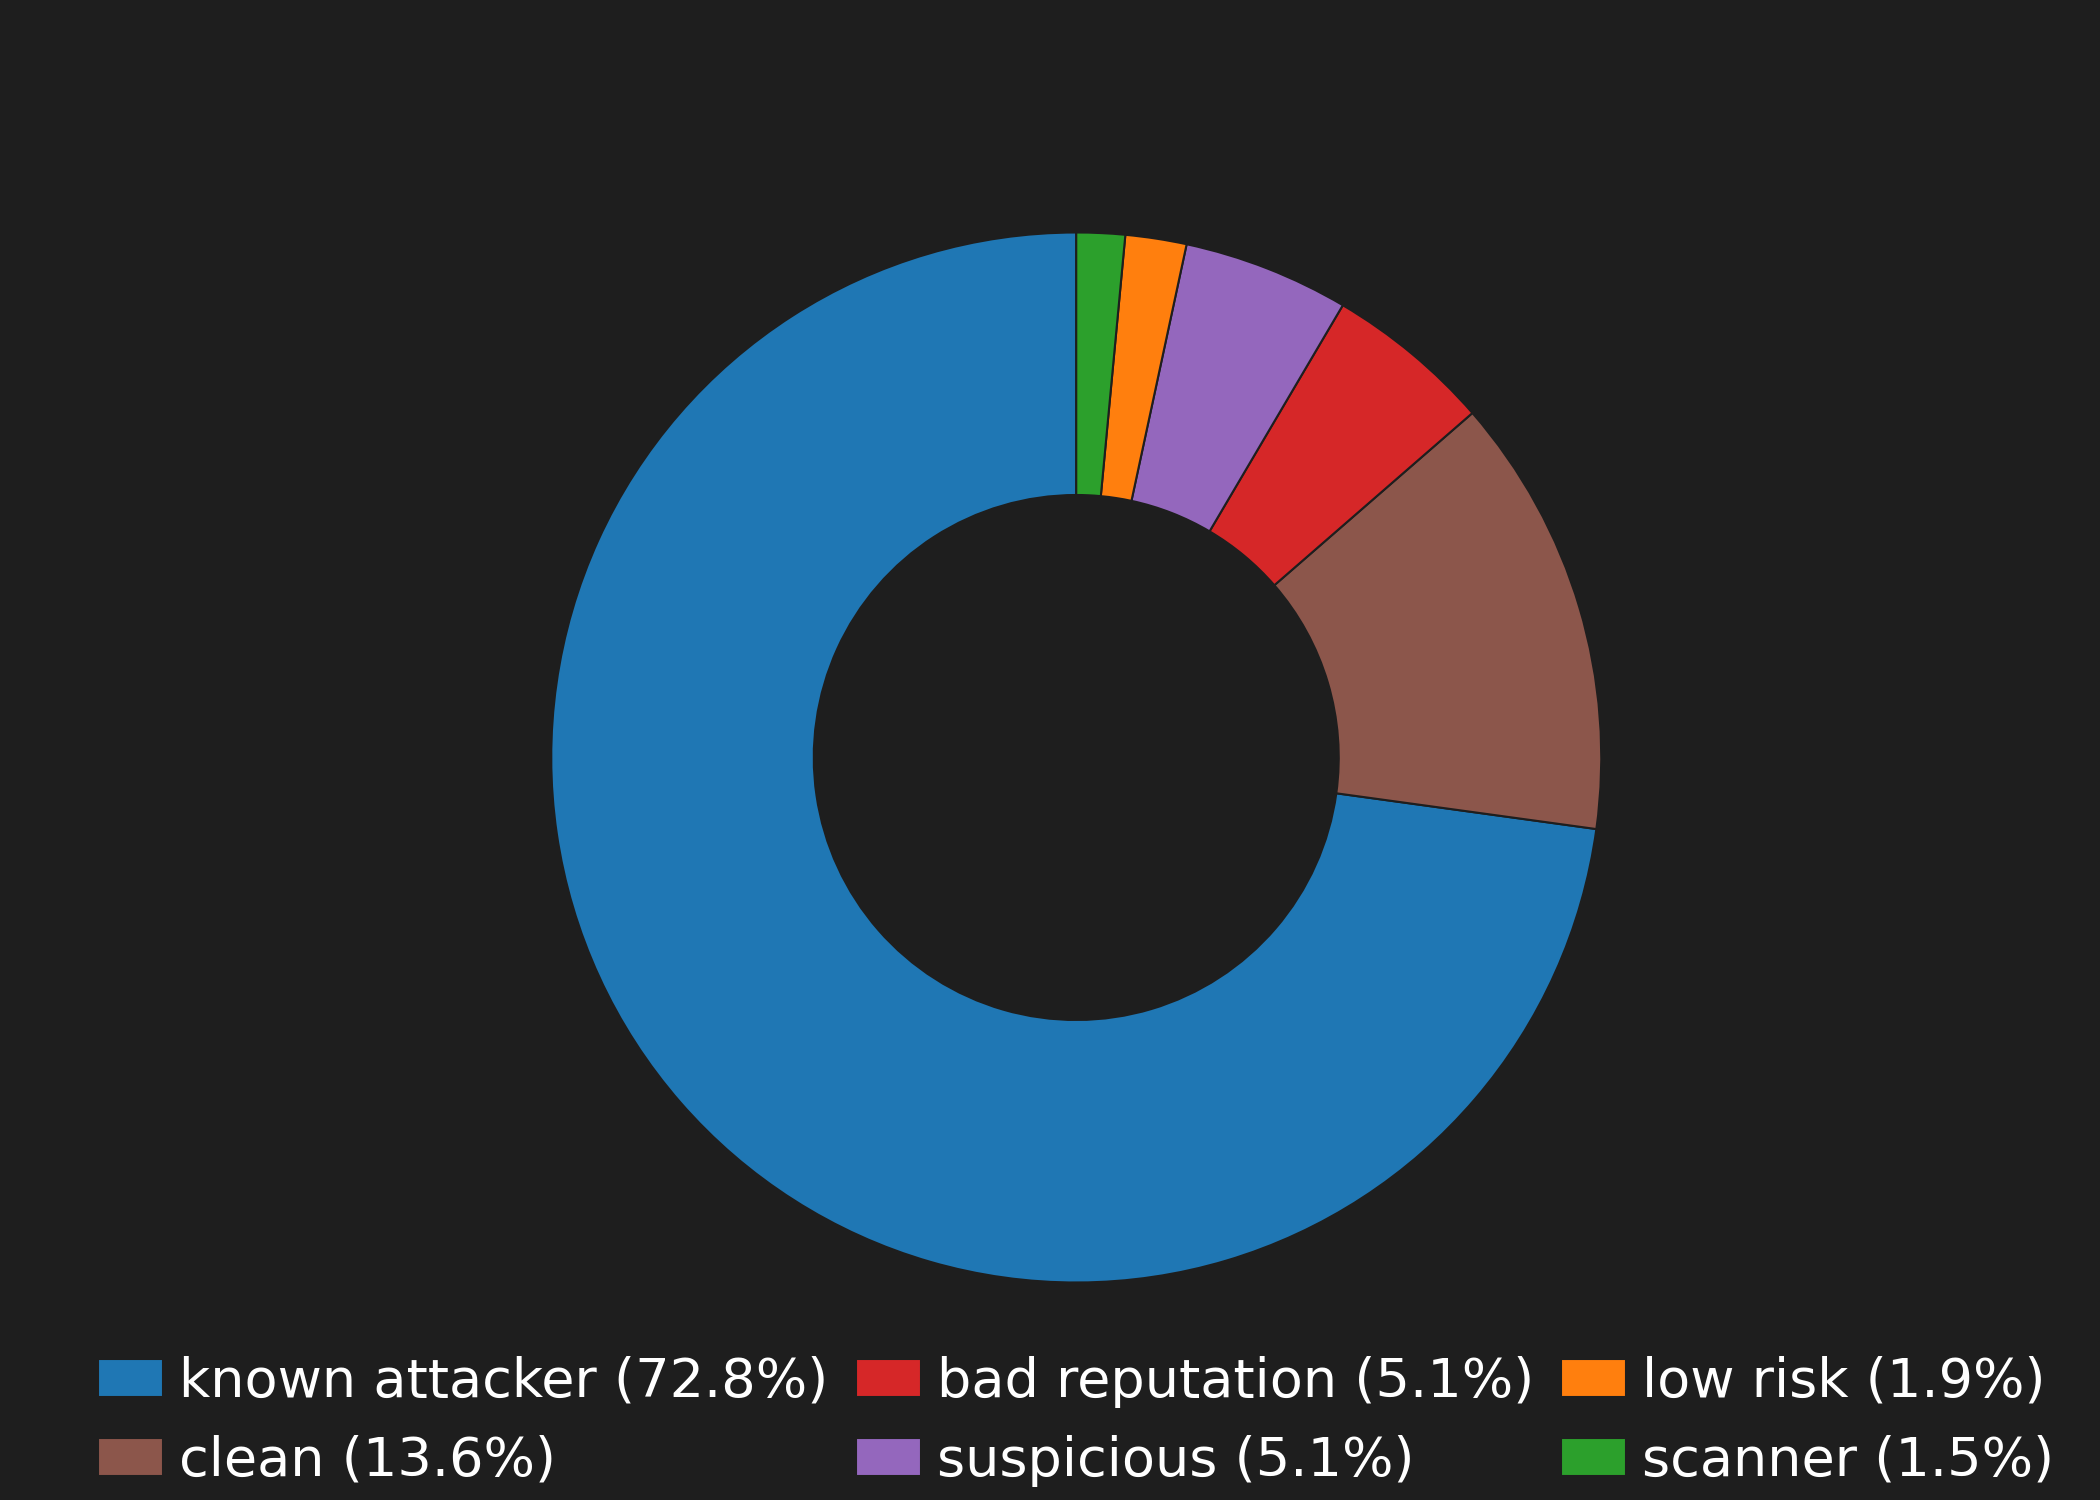 known attacker (72.8%)
clean (13.6%)
bad reputation (5.1%)
suspicious (5.1%)
low risk (1.9%)
scanner (1.5%)